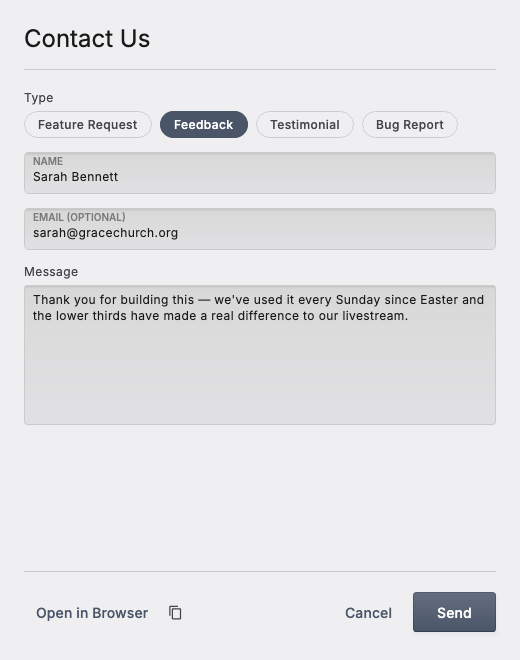 Contact Us
Type
Feature Request Feedback Testimonial Bug Report
NAME
Sarah Bennett
EMAIL (OPTIONAL)
sarah@gracechurch.org
Message
Thank you for building this — we've used it every Sunday since Easter and
the lower thirds have made a real difference to our livestream.
Open in Browser Cancel Send